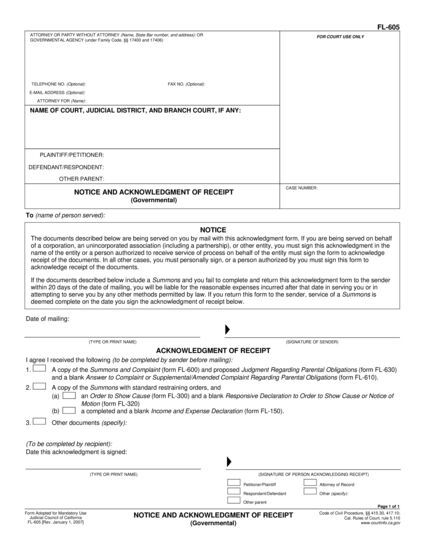 FL-605
ATTORNEY OR PARTY WITHOUT ATTORNEY (Name, State Bar number, and address) OR
GOVERNMENTAL AGENCY (under Family Code, §§ 17400 and 17406)
FOR COURT USE ONLY
TELEPHONE NO. (Optional): FAX NO. (Optional):
E-MAIL ADDRESS (Optional):
ATTORNEY FOR (Name):
NAME OF COURT, JUDICIAL DISTRICT, AND BRANCH COURT, IF ANY:
PLAINTIFF/PETITIONER:
DEFENDANT/RESPONDENT:
OTHER PARENT:
NOTICE AND ACKNOWLEDGMENT OF RECEIPT
(Governmental)
CASE NUMBER:
To (name of person served):
NOTICE
The documents described below are being served on you by mail with this acknowledgment form. If you are being served on behalf
of a corporation, an unincorporated association (including a partnership), or other entity, you must sign this acknowledgment in the
name of the entity or a person authorized to receive service of process on behalf of the entity must sign the form to acknowledge
receipt of the documents. In all other cases, you must personally sign, or a person authorized by you must sign this form to
acknowledge receipt of the documents.
If the documents described below include a Summons and you fail to complete and return this acknowledgment form to the sender
within 20 days of the date of mailing, you will be liable for the reasonable expenses incurred after that date in serving you or in
attempting to serve you by any other methods permitted by law. If you return this form to the sender, service of a Summons is
deemed complete on the date you sign the acknowledgment of receipt below.
Date of mailing:
(TYPE OR PRINT NAME) (SIGNATURE OF SENDER)
ACKNOWLEDGMENT OF RECEIPT
I agree I received the following (to be completed by sender before mailing):
1. A copy of the Summons and Complaint (form FL-600) and proposed Judgment Regarding Parental Obligations (form FL-630)
and a blank Answer to Complaint or Supplemental/Amended Complaint Regarding Parental Obligations (form FL-610).
2. A copy of the Summons with standard restraining orders, and
(a) an Order to Show Cause (form FL-300) and a blank Responsive Declaration to Order to Show Cause or Notice of
Motion (form FL-320)
(b) a completed and a blank Income and Expense Declaration (form FL-150).
3. Other documents (specify):
(To be completed by recipient):
Date this acknowledgment is signed:
(TYPE OR PRINT NAME) (SIGNATURE OF PERSON ACKNOWLEDGING RECEIPT)
Petitioner/Plaintiff Attorney of Record
Respondent/Defendant Other (specify):
Other parent
Page 1 of 1
Form Adopted for Mandatory Use
Judicial Council of California
FL-605 [Rev. January 1, 2007]
NOTICE AND ACKNOWLEDGMENT OF RECEIPT
(Governmental)
Code of Civil Procedure, §§ 415.30, 417.10;
Cal. Rules of Court, rule 5.110
www.courtinfo.ca.gov